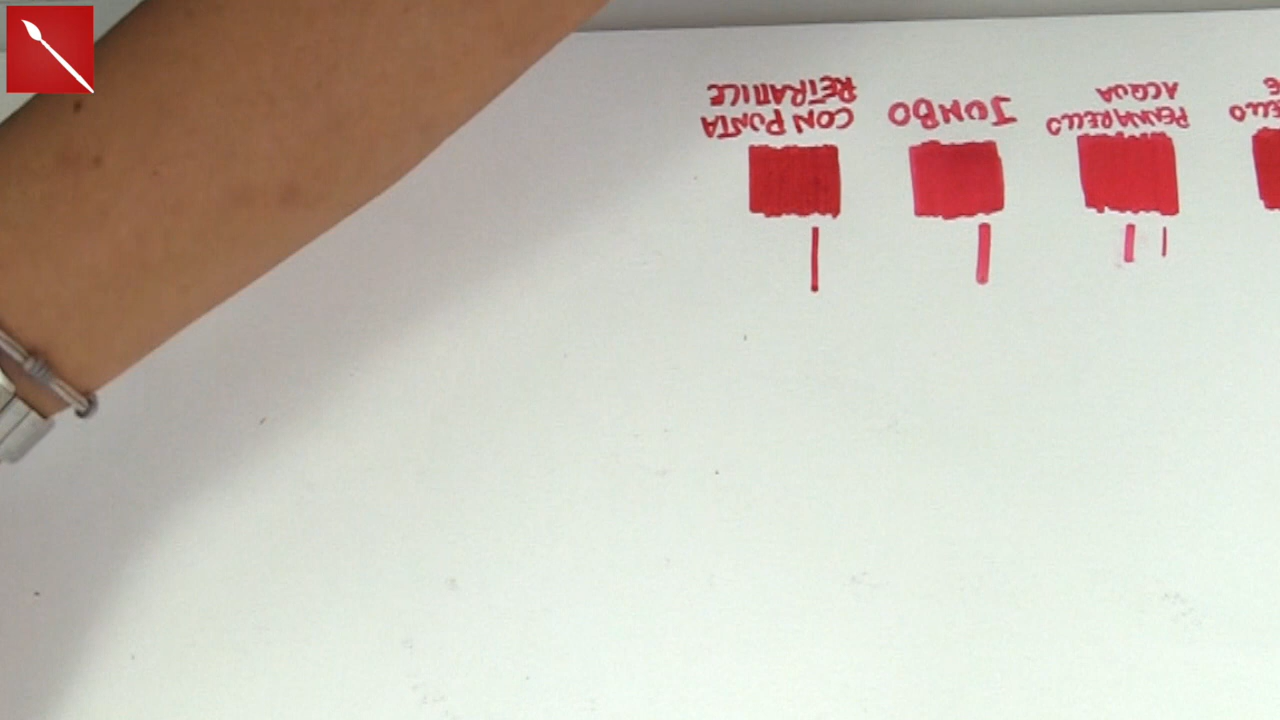 PENNARELLO
ACQUA
JUMBO
CON PUNTA
RETRATTILE